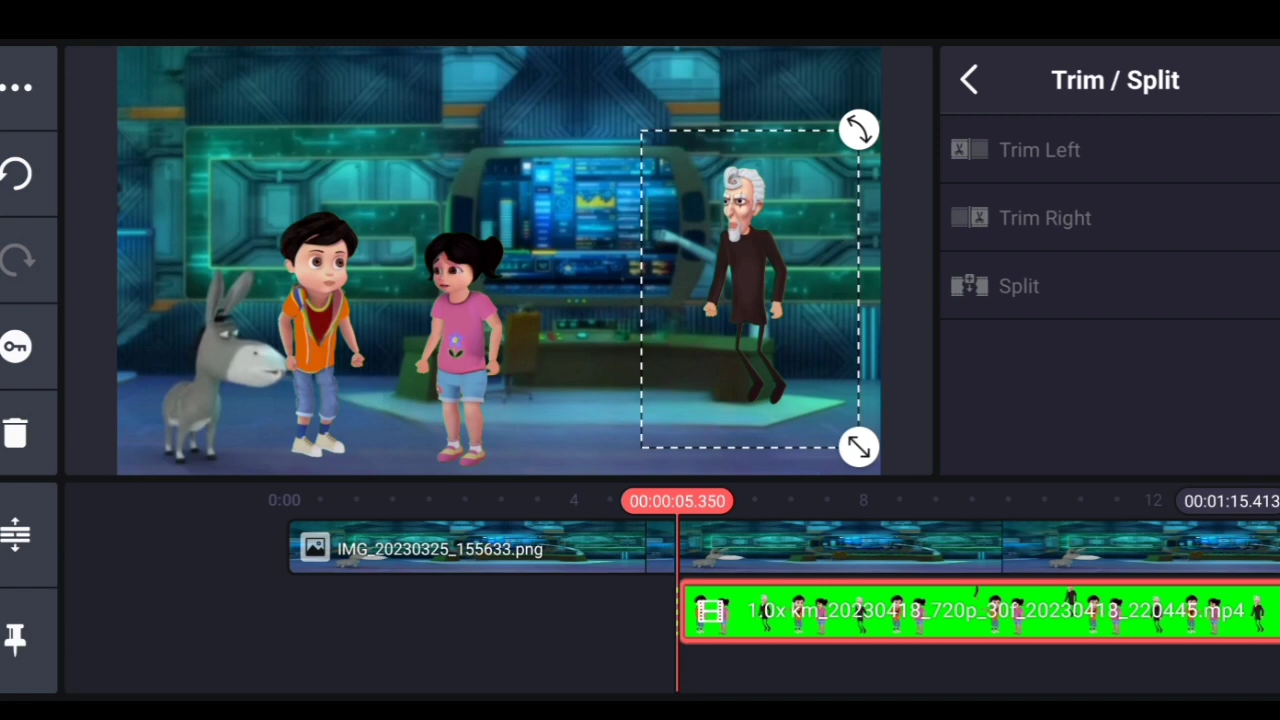 Trim / Split
Trim Left
Trim Right
Split
0:00
4
00:00:05.350
8
12
00:01:15.413
IMG_20230325_155633.png
1.0x km_20230418_720p_30f_20230418_220445.mp4